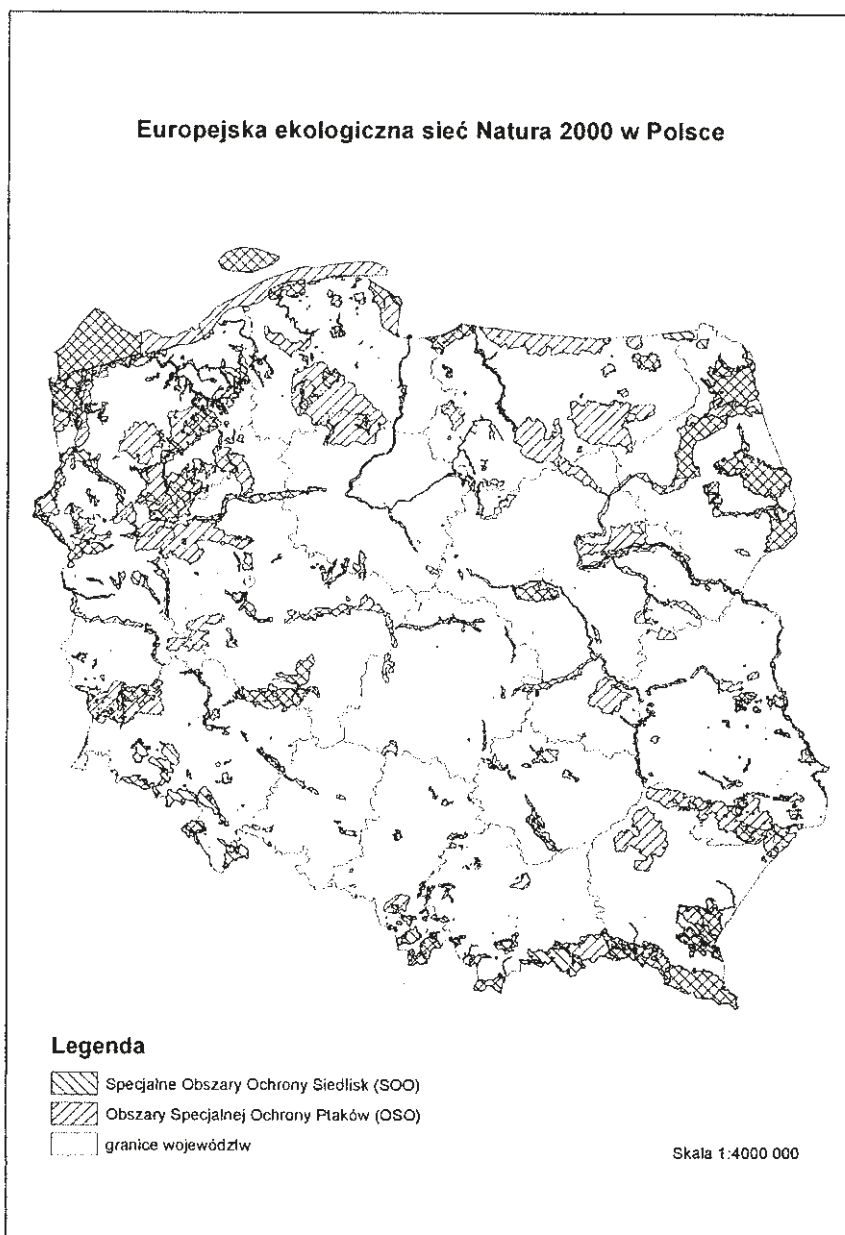 Europejska ekologiczna sieć Natura 2000 w Polsce
Legenda
Specjalne Obszary Ochrony Siedlisk (SOO)
Obszary Specjalnej Ochrony Ptaków (OSO)
granice województw
Skala 1:4000 000